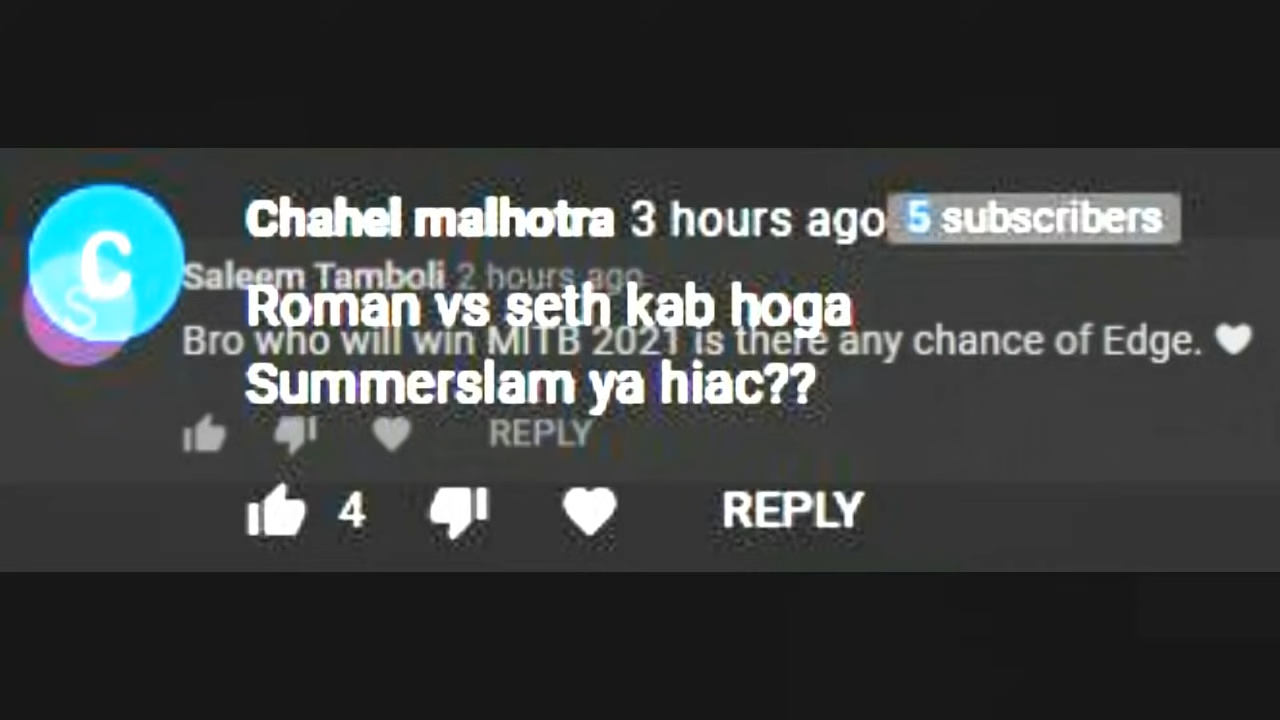 C
Chahel malhotra 3 hours ago 5 subscribers
S
Saleem Tamboli 2 hours ago
Roman vs seth kab hoga
Bro who will win MITB 2021 is there any chance of Edge.
Summerslam ya hiac??
REPLY
4 REPLY